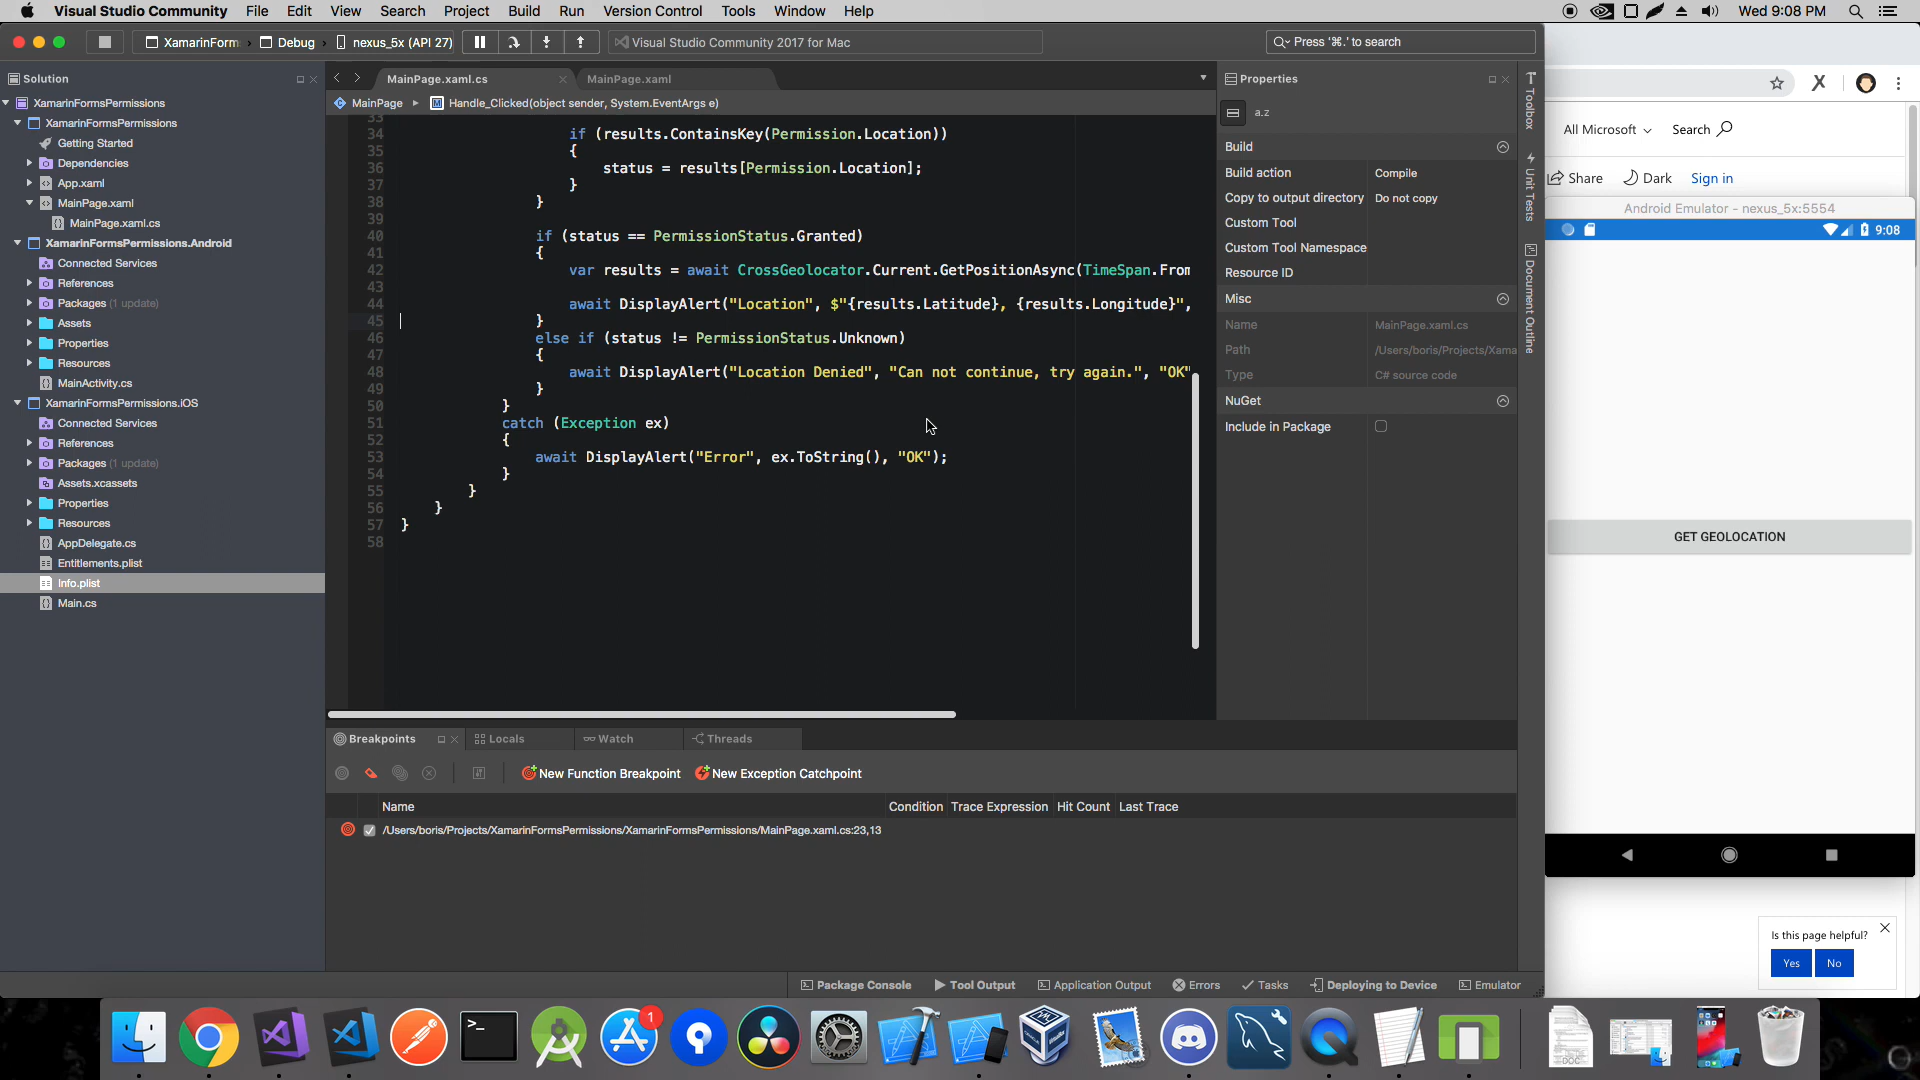 Visual Studio Community File Edit View Search Project Build Run Version Control Tools Window Help Wed 9:08 PM
XamarinForm Debug nexus_5x (API 27) Visual Studio Community 2017 for Mac Press '⌘.' to search
Solution
XamarinFormsPermissions
XamarinFormsPermissions
Getting Started
Dependencies
App.xaml
MainPage.xaml
MainPage.xaml.cs
XamarinFormsPermissions.Android
Connected Services
References
Packages (1 update)
Assets
Properties
Resources
MainActivity.cs
XamarinFormsPermissions.iOS
Connected Services
References
Packages (1 update)
Assets.xcassets
Properties
Resources
AppDelegate.cs
Entitlements.plist
Info.plist
Main.cs
MainPage.xaml.cs MainPage.xaml
MainPage Handle_Clicked(object sender, System.EventArgs e)
33
34 if (results.ContainsKey(Permission.Location))
35 {
36 status = results[Permission.Location];
37 }
38 }
39
40 if (status == PermissionStatus.Granted)
41 {
42 var results = await CrossGeolocator.Current.GetPositionAsync(TimeSpan.From
43
44 await DisplayAlert("Location", $"{results.Latitude}, {results.Longitude}",
45 }
46 else if (status != PermissionStatus.Unknown)
47 {
48 await DisplayAlert("Location Denied", "Can not continue, try again.", "OK"
49 }
50 }
51 catch (Exception ex)
52 {
53 await DisplayAlert("Error", ex.ToString(), "OK");
54 }
55 }
56 }
57 }
58
Properties
a.z
Build
Build action Compile
Copy to output directory Do not copy
Custom Tool
Custom Tool Namespace
Resource ID
Misc
Name MainPage.xaml.cs
Path /Users/boris/Projects/Xama
Type C# source code
NuGet
Include in Package
Toolbox
Unit Tests
Document Outline
Breakpoints Locals Watch Threads
New Function Breakpoint New Exception Catchpoint
Name Condition Trace Expression Hit Count Last Trace
/Users/boris/Projects/XamarinFormsPermissions/XamarinFormsPermissions/MainPage.xaml.cs:23,13
Package Console Tool Output Application Output Errors Tasks Deploying to Device Emulator
All Microsoft Search
Share Dark Sign in
Android Emulator - nexus_5x:5554
9:08
GET GEOLOCATION
Is this page helpful?
Yes No
1
DOC